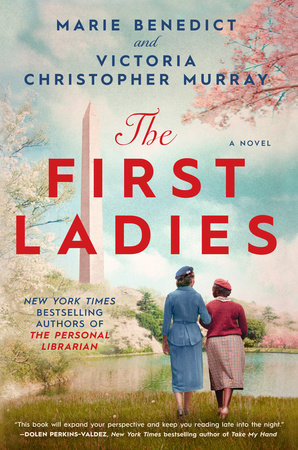 MARIE BENEDICT
and
VICTORIA
CHRISTOPHER MURRAY
The
A NOVEL
FIRST
LADIES
NEW YORK TIMES
BESTSELLING
AUTHORS OF
THE PERSONAL
LIBRARIAN
“This book will expand your perspective and keep you reading late into the night.”
—DOLEN PERKINS-VALDEZ, New York Times bestselling author of Take My Hand